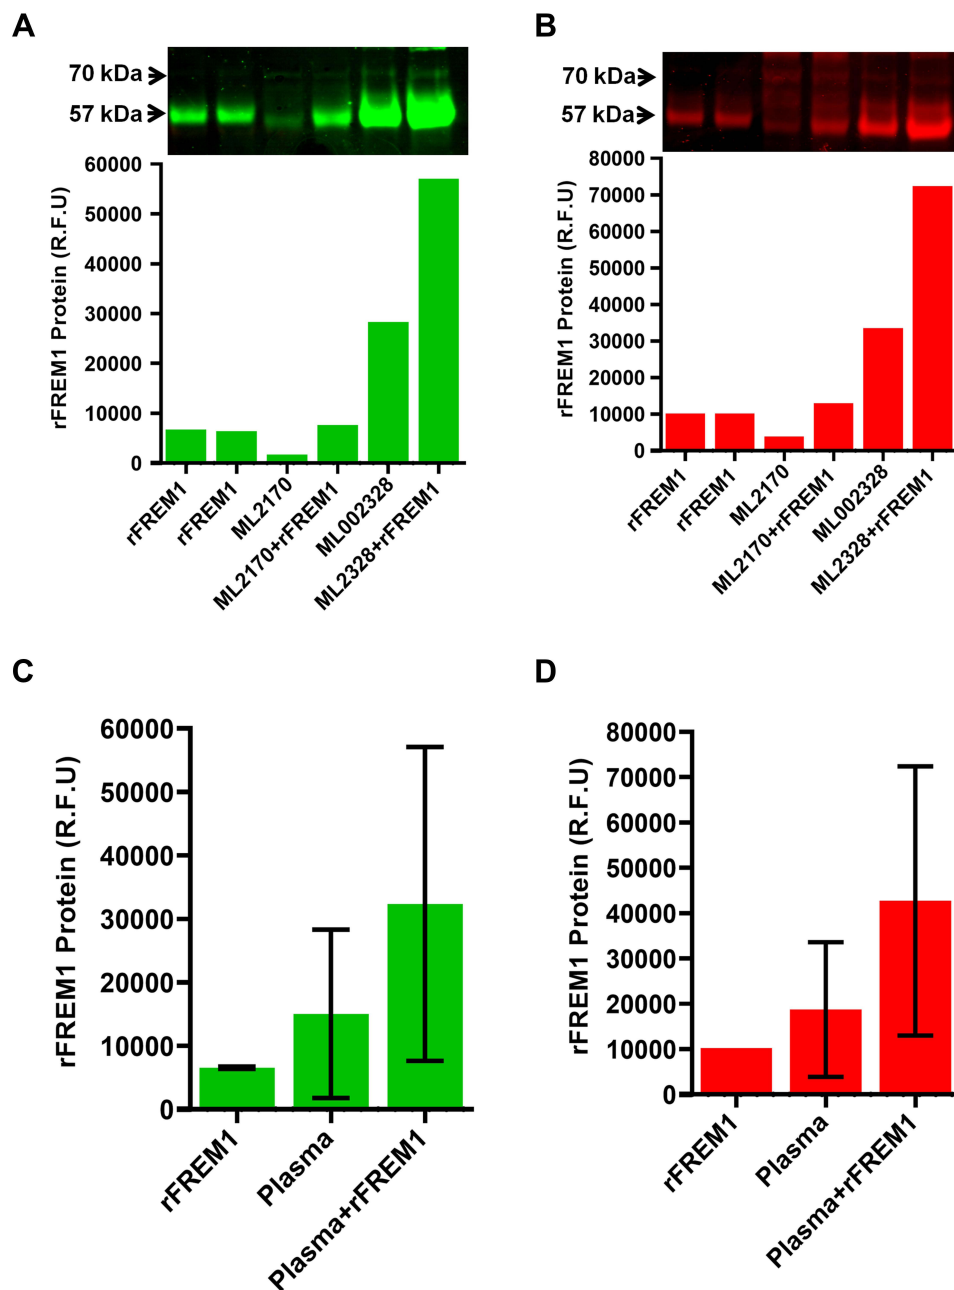 A
70 kDa
57 kDa
rFREM1 Protein (R.F.U)
60000
50000
40000
30000
20000
10000
0
rFREM1
rFREM1
ML2170
ML2170+rFREM1
ML002328
ML2328+rFREM1
B
70 kDa
57 kDa
rFREM1 Protein (R.F.U)
80000
70000
60000
50000
40000
30000
20000
10000
0
rFREM1
rFREM1
ML2170
ML2170+rFREM1
ML002328
ML2328+rFREM1
C
rFREM1 Protein (R.F.U)
60000
50000
40000
30000
20000
10000
0
rFREM1
Plasma
Plasma+rFREM1
D
rFREM1 Protein (R.F.U)
80000
70000
60000
50000
40000
30000
20000
10000
0
rFREM1
Plasma
Plasma+rFREM1